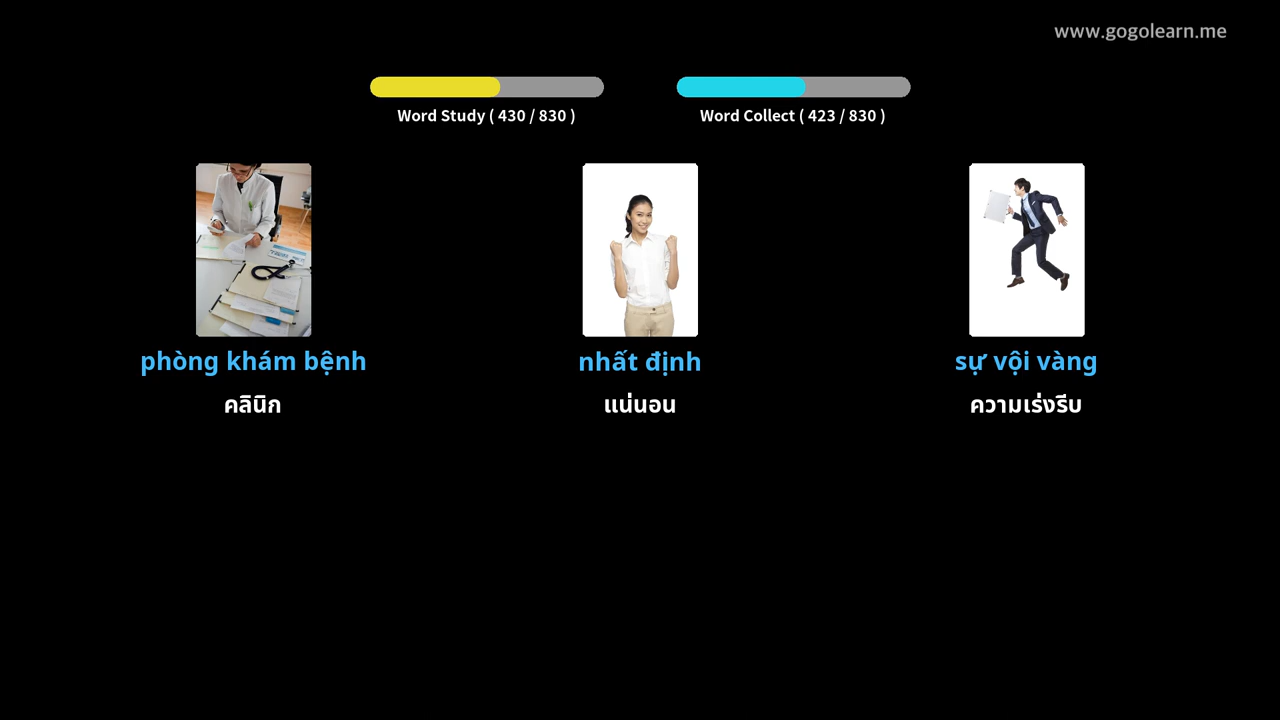 www.gogolearn.me
Word Study ( 430 / 830 )
Word Collect ( 423 / 830 )
phòng khám bệnh
nhất định
sự vội vàng
คลินิก
แน่นอน
ความเร่งรีบ